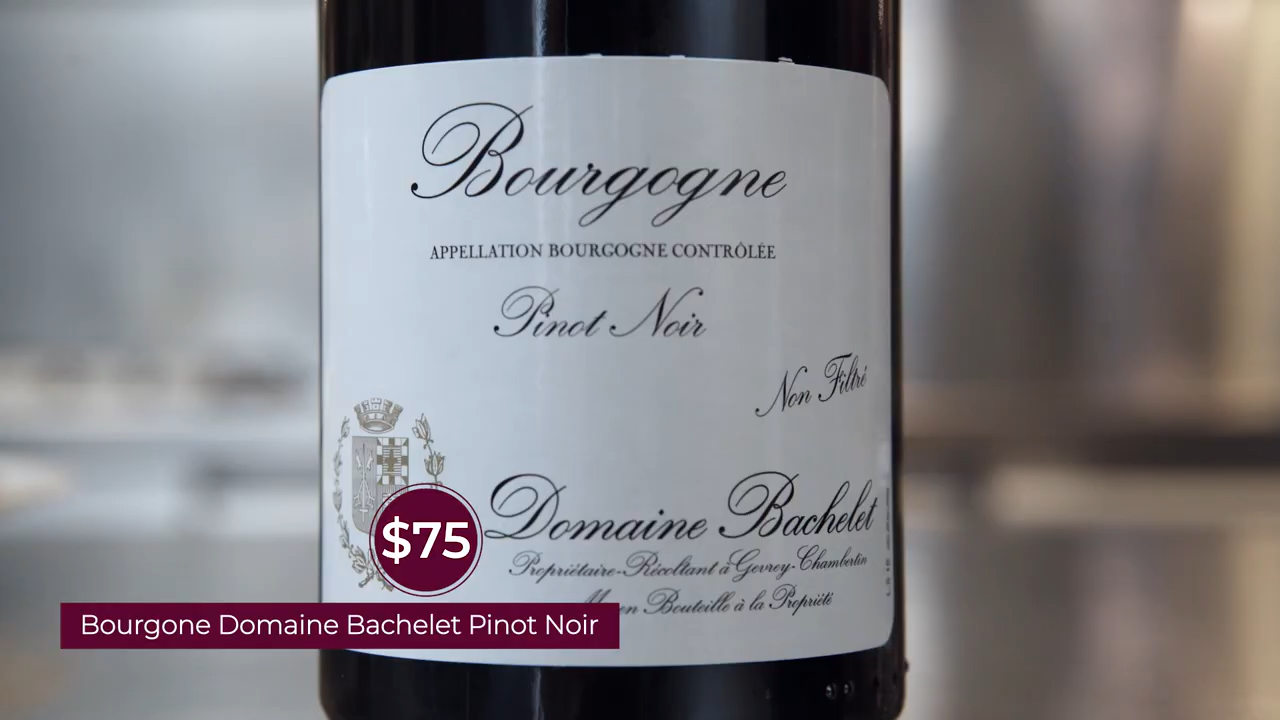 Bourgogne
APPELLATION BOURGOGNE CONTRÔLÉE
Pinot Noir
Non Filtré
Domaine Bachelet
Propriétaire-Récoltant à Gevrey-Chambertin
en Bouteille à la Propriété
$75
Bourgone Domaine Bachelet Pinot Noir